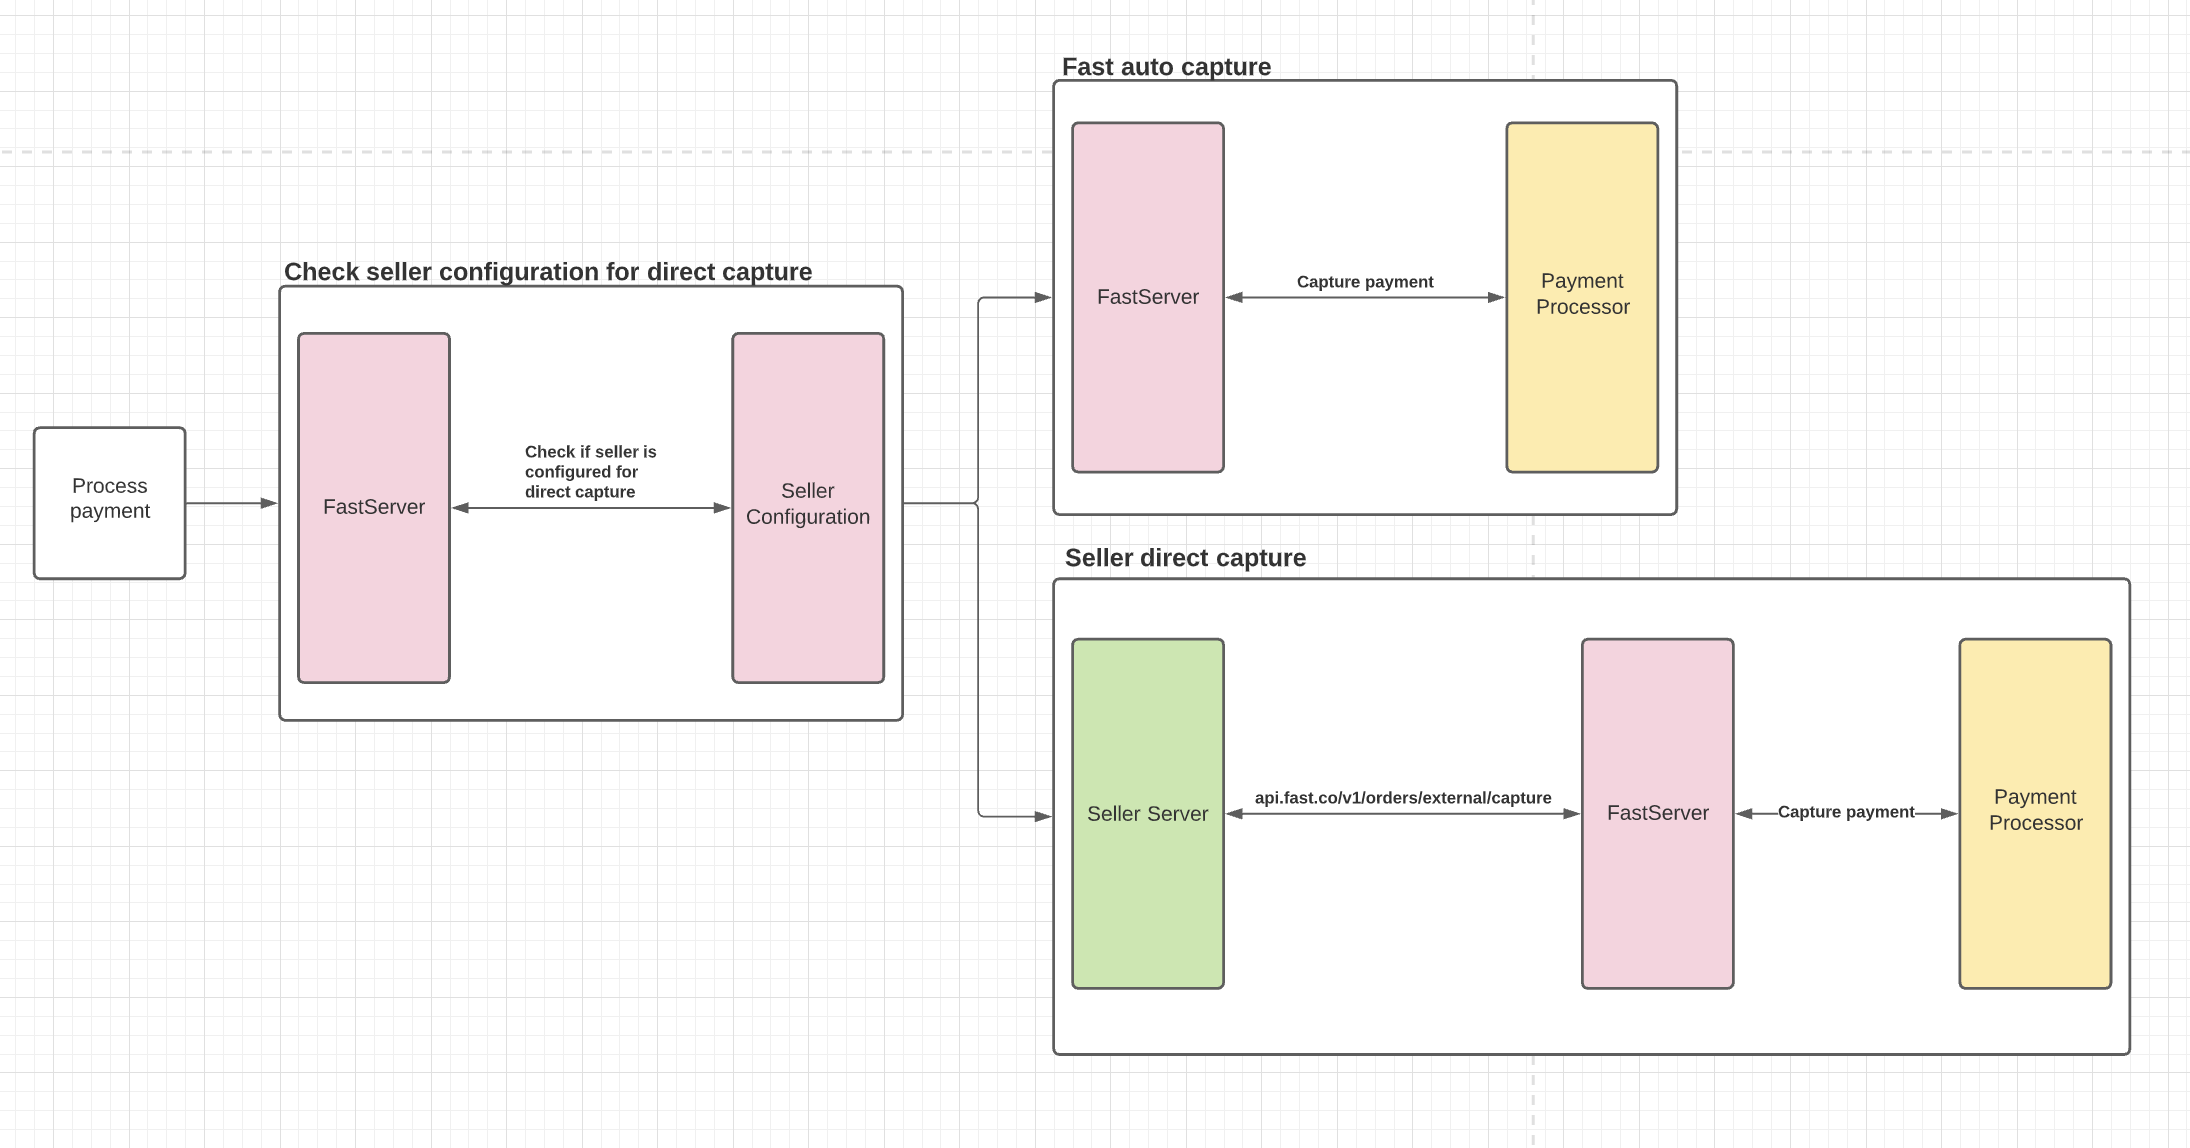 Process
payment
Check seller configuration for direct capture
FastServer
Check if seller is
configured for
direct capture
Seller
Configuration
Fast auto capture
FastServer
Capture payment
Payment
Processor
Seller direct capture
Seller Server
api.fast.co/v1/orders/external/capture
FastServer
Capture payment
Payment
Processor